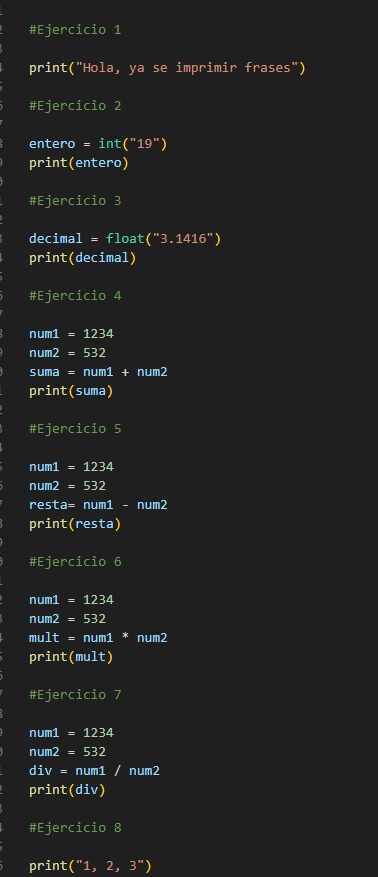 #Ejercicio 1
print("Hola, ya se imprimir frases")
#Ejercicio 2
entero = int("19")
print(entero)
#Ejercicio 3
decimal = float("3.1416")
print(decimal)
#Ejercicio 4
num1 = 1234
num2 = 532
suma = num1 + num2
print(suma)
#Ejercicio 5
num1 = 1234
num2 = 532
resta= num1 - num2
print(resta)
#Ejercicio 6
num1 = 1234
num2 = 532
mult = num1 * num2
print(mult)
#Ejercicio 7
num1 = 1234
num2 = 532
div = num1 / num2
print(div)
#Ejercicio 8
print("1, 2, 3")